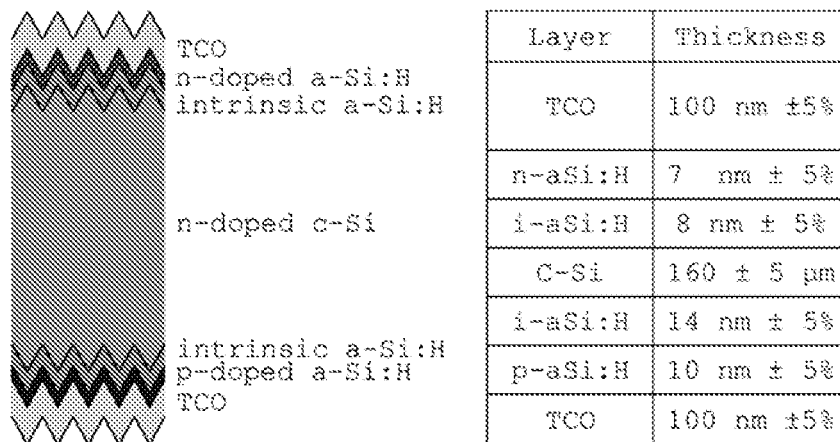 TCO
n-doped a-Si:H
intrinsic a-Si:H
n-doped c-Si
intrinsic a-Si:H
p-doped a-Si:H
TCO
Layer Thickness
TCO 100 nm ±5%
n-aSi:H 7 nm ± 5%
i-aSi:H 8 nm ± 5%
C-Si 160 ± 5 µm
i-aSi:H 14 nm ± 5%
p-aSi:H 10 nm ± 5%
TCO 100 nm ±5%